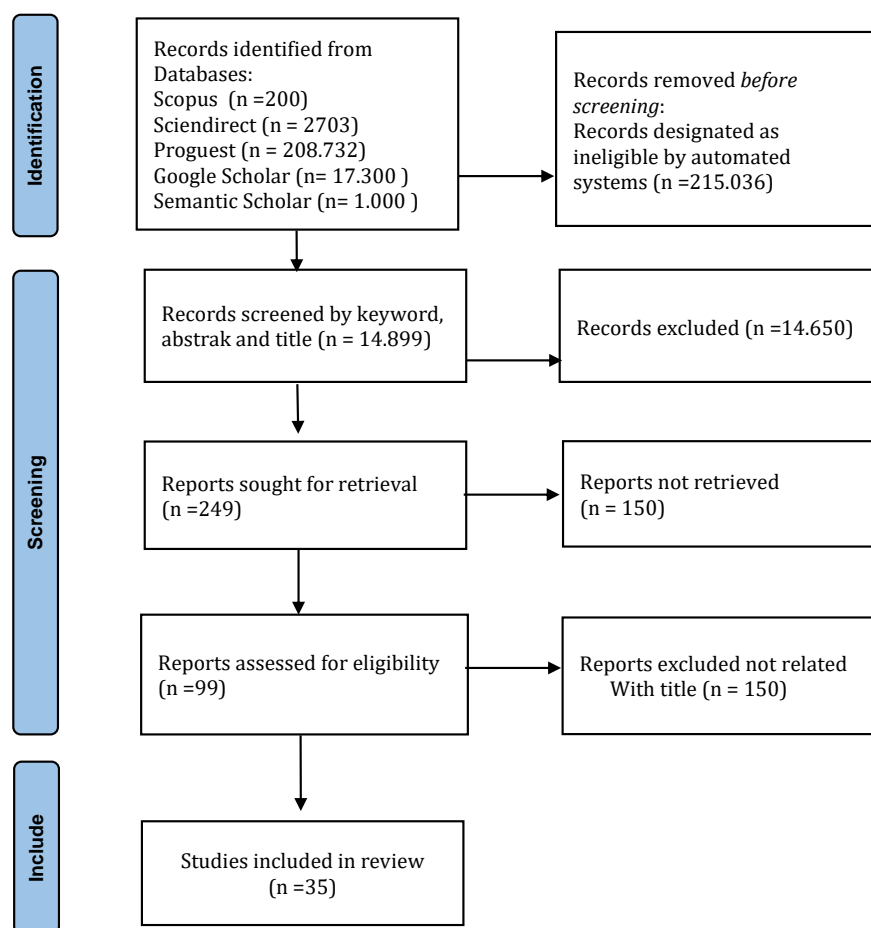 Identification
Records identified from
Databases:
Scopus (n =200)
Sciendirect (n = 2703)
Proguest (n = 208.732)
Google Scholar (n= 17.300 )
Semantic Scholar (n= 1.000 )
Records removed before
screening:
Records designated as
ineligible by automated
systems (n =215.036)
Screening
Records screened by keyword,
abstrak and title (n = 14.899)
Records excluded (n =14.650)
Reports sought for retrieval
(n =249)
Reports not retrieved
(n = 150)
Reports assessed for eligibility
(n =99)
Reports excluded not related
With title (n = 150)
Include
Studies included in review
(n =35)